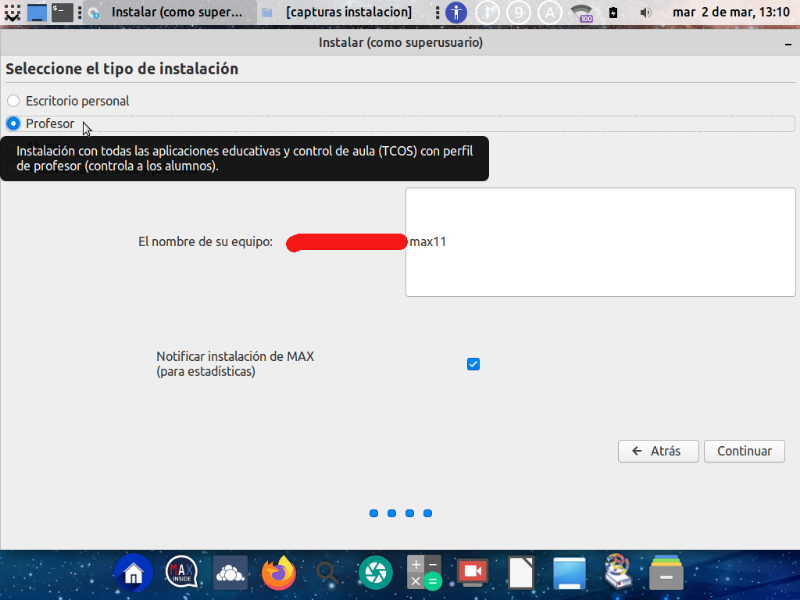 Instalar (como super...
[capturas instalacion]
9
A
100
mar 2 de mar, 13:10
Instalar (como superusuario)
Seleccione el tipo de instalación
Escritorio personal
Profesor
Instalación con todas las aplicaciones educativas y control de aula (TCOS) con perfil
de profesor (controla a los alumnos).
El nombre de su equipo:
max11
Notificar instalación de MAX
(para estadísticas)
Atrás
Continuar
MAX
INSIDE